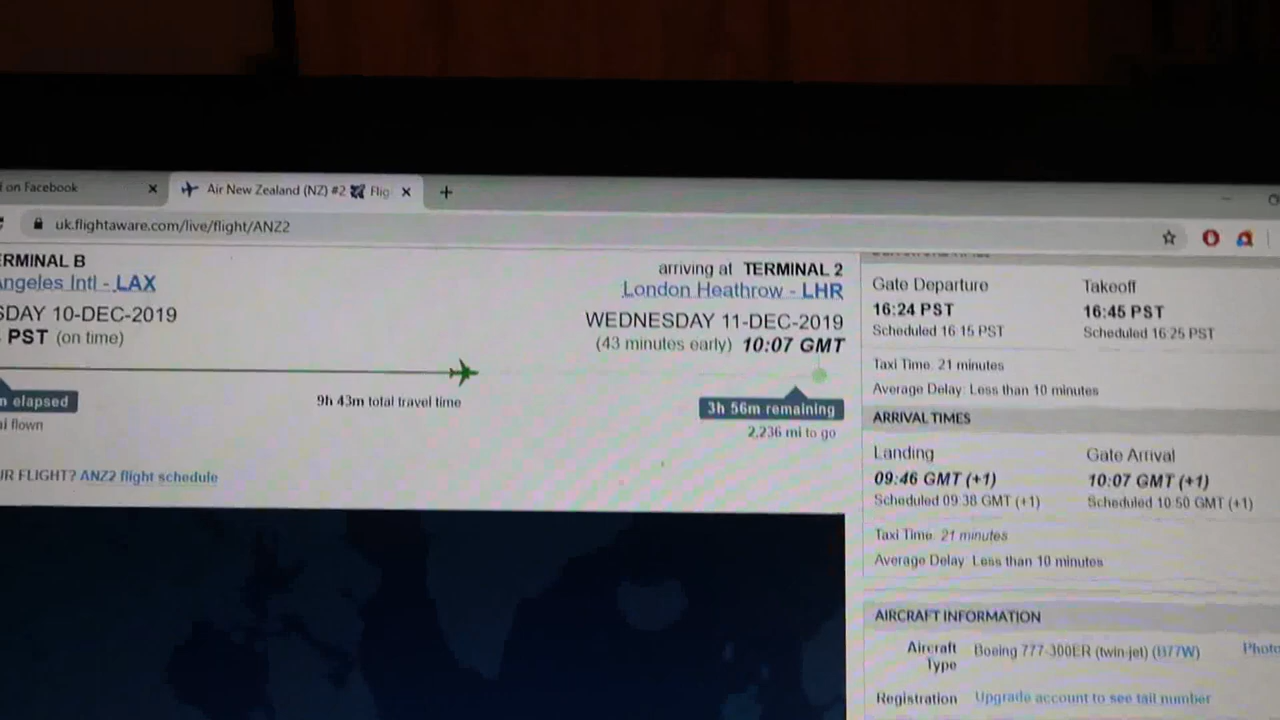 on Facebook
Air New Zealand (NZ) #2 Flig
uk.flightaware.com/live/flight/ANZ2
ERMINAL B
ngeles Intl - LAX
SDAY 10-DEC-2019
PST (on time)
arriving at TERMINAL 2
London Heathrow - LHR
WEDNESDAY 11-DEC-2019
(43 minutes early) 10:07 GMT
elapsed
flown
9h 43m total travel time
3h 56m remaining
2,236 mi to go
UR FLIGHT? ANZ2 flight schedule
Gate Departure
16:24 PST
Scheduled 16:15 PST
Takeoff
16:45 PST
Scheduled 16:25 PST
Taxi Time: 21 minutes
Average Delay: Less than 10 minutes
ARRIVAL TIMES
Landing
09:46 GMT (+1)
Scheduled 09:38 GMT (+1)
Gate Arrival
10:07 GMT (+1)
Scheduled 10:50 GMT (+1)
Taxi Time: 21 minutes
Average Delay: Less than 10 minutes
AIRCRAFT INFORMATION
Aircraft Type Boeing 777-300ER (twin-jet) (B77W) Photo
Registration Upgrade account to see tail number